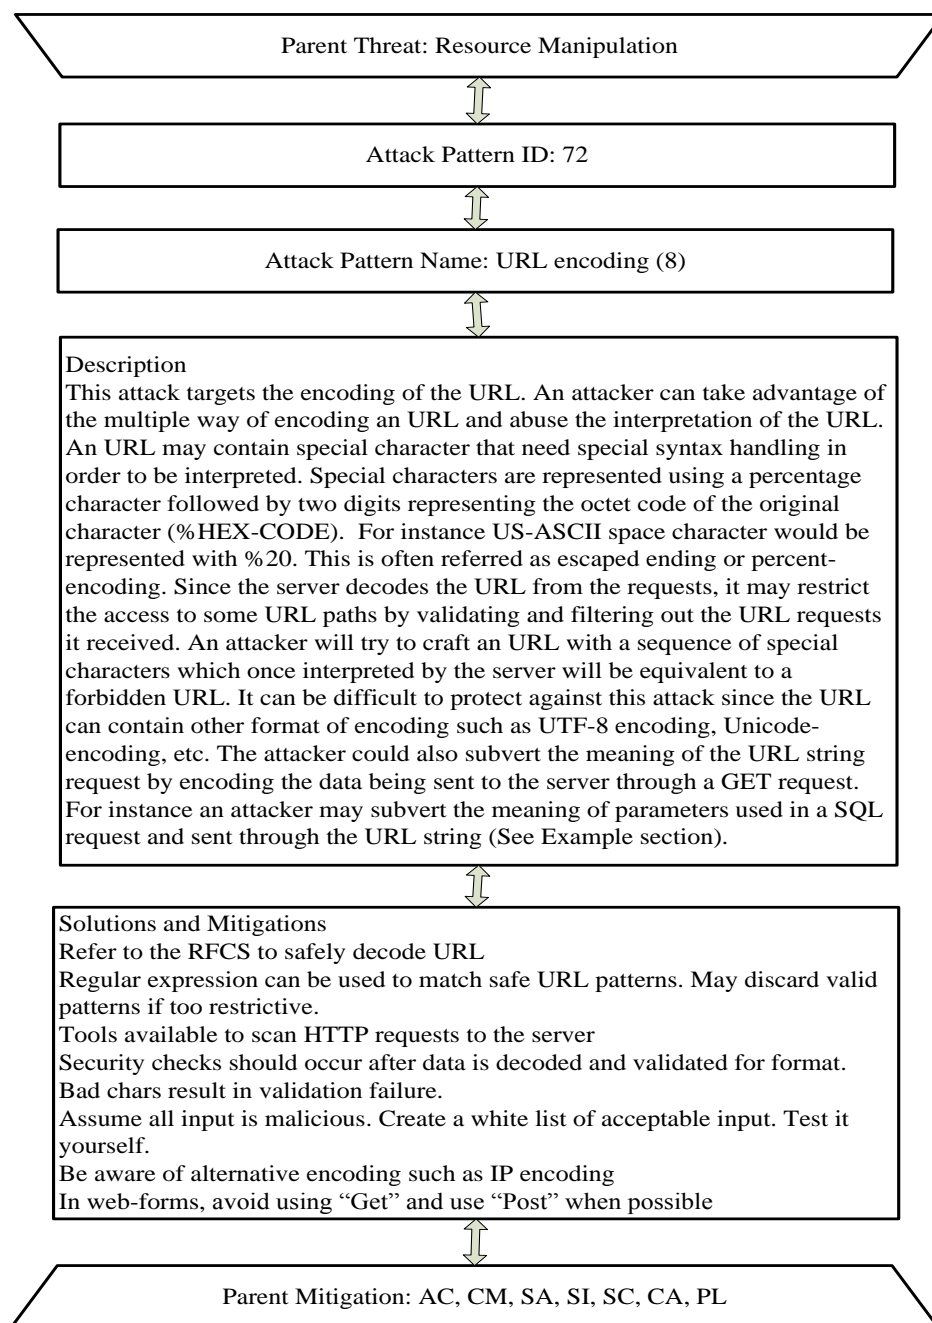 Parent Threat: Resource Manipulation
Attack Pattern ID: 72
Attack Pattern Name: URL encoding (8)
Description
This attack targets the encoding of the URL. An attacker can take advantage of
the multiple way of encoding an URL and abuse the interpretation of the URL.
An URL may contain special character that need special syntax handling in
order to be interpreted. Special characters are represented using a percentage
character followed by two digits representing the octet code of the original
character (%HEX-CODE).  For instance US-ASCII space character would be
represented with %20. This is often referred as escaped ending or percent-
encoding. Since the server decodes the URL from the requests, it may restrict
the access to some URL paths by validating and filtering out the URL requests
it received. An attacker will try to craft an URL with a sequence of special
characters which once interpreted by the server will be equivalent to a
forbidden URL. It can be difficult to protect against this attack since the URL
can contain other format of encoding such as UTF-8 encoding, Unicode-
encoding, etc. The attacker could also subvert the meaning of the URL string
request by encoding the data being sent to the server through a GET request.
For instance an attacker may subvert the meaning of parameters used in a SQL
request and sent through the URL string (See Example section).
Solutions and Mitigations
Refer to the RFCS to safely decode URL
Regular expression can be used to match safe URL patterns. May discard valid
patterns if too restrictive.
Tools available to scan HTTP requests to the server
Security checks should occur after data is decoded and validated for format.
Bad chars result in validation failure.
Assume all input is malicious. Create a white list of acceptable input. Test it
yourself.
Be aware of alternative encoding such as IP encoding
In web-forms, avoid using “Get” and use “Post” when possible
Parent Mitigation: AC, CM, SA, SI, SC, CA, PL